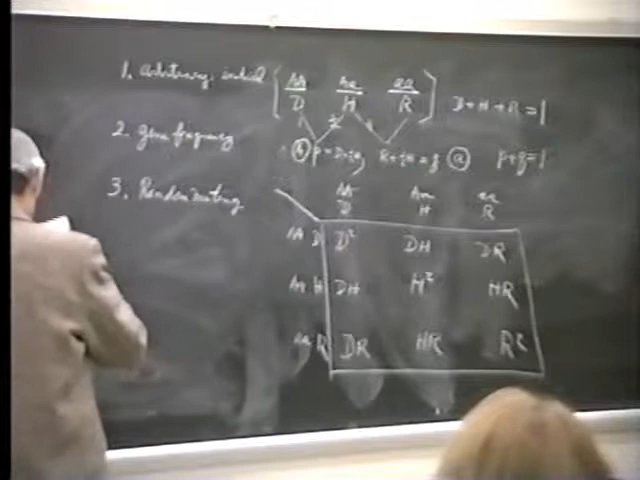 1. Arbitrary initial [ AA/D Aa/H aa/R ] D+H+R=1
2. gene frequency (A) p = D+½H, R+½H = q (a) p+q=1
3. Random mating
AA Aa aa
D H R
AA D D² DH DR
Aa H DH H² HR
aa R DR HR R²